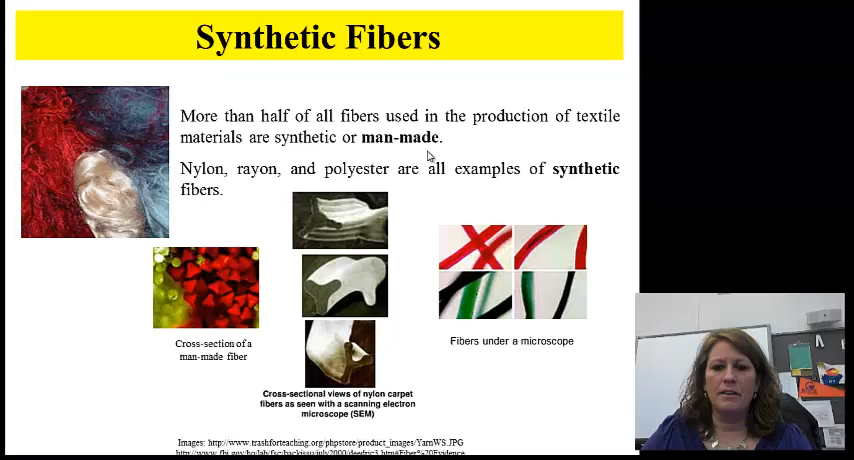 Synthetic Fibers
More than half of all fibers used in the production of textile
materials are synthetic or man-made.
Nylon, rayon, and polyester are all examples of synthetic
fibers.
Cross-section of a
man-made fiber
Cross-sectional views of nylon carpet
fibers as seen with a scanning electron
microscope (SEM)
Fibers under a microscope
Images: http://www.trashforteaching.org/phpstore/product_images/YarnWS.JPG